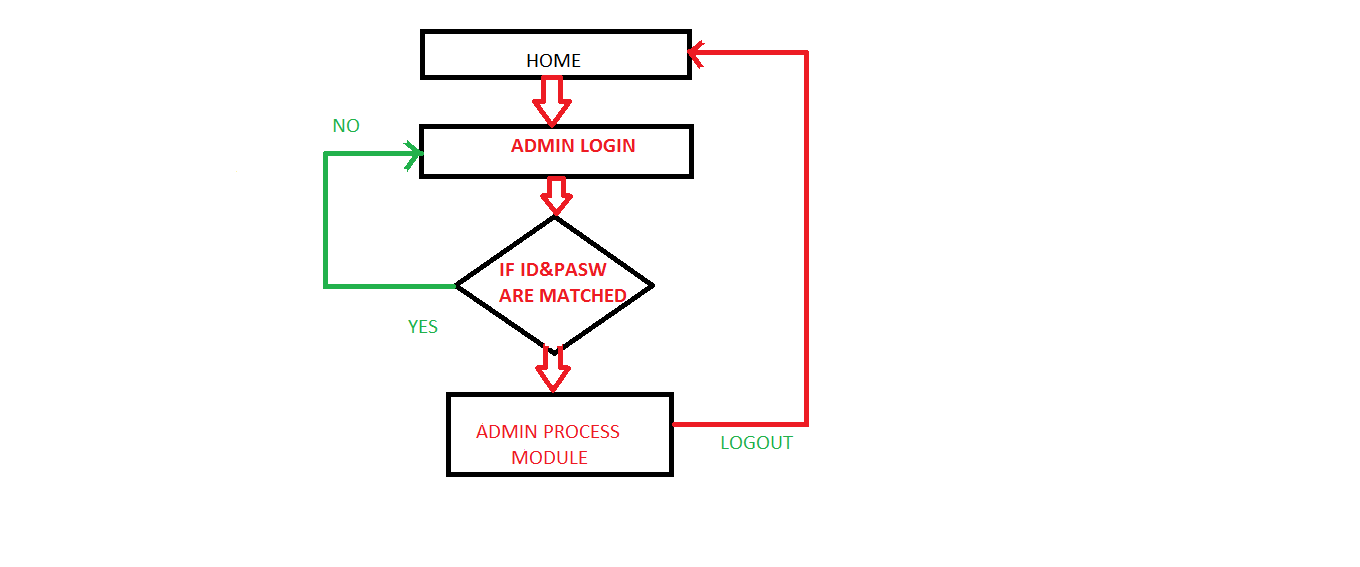 HOME
NO
ADMIN LOGIN
IF ID&PASW
ARE MATCHED
YES
ADMIN PROCESS
MODULE
LOGOUT